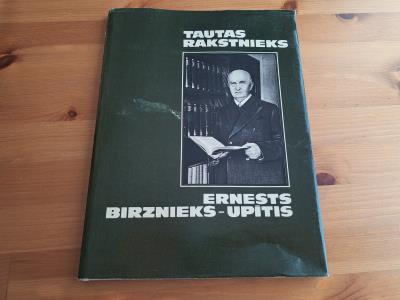 TAUTAS
RAKSTNIEKS
ERNESTS
BIRZNIEKS-UPĪTIS